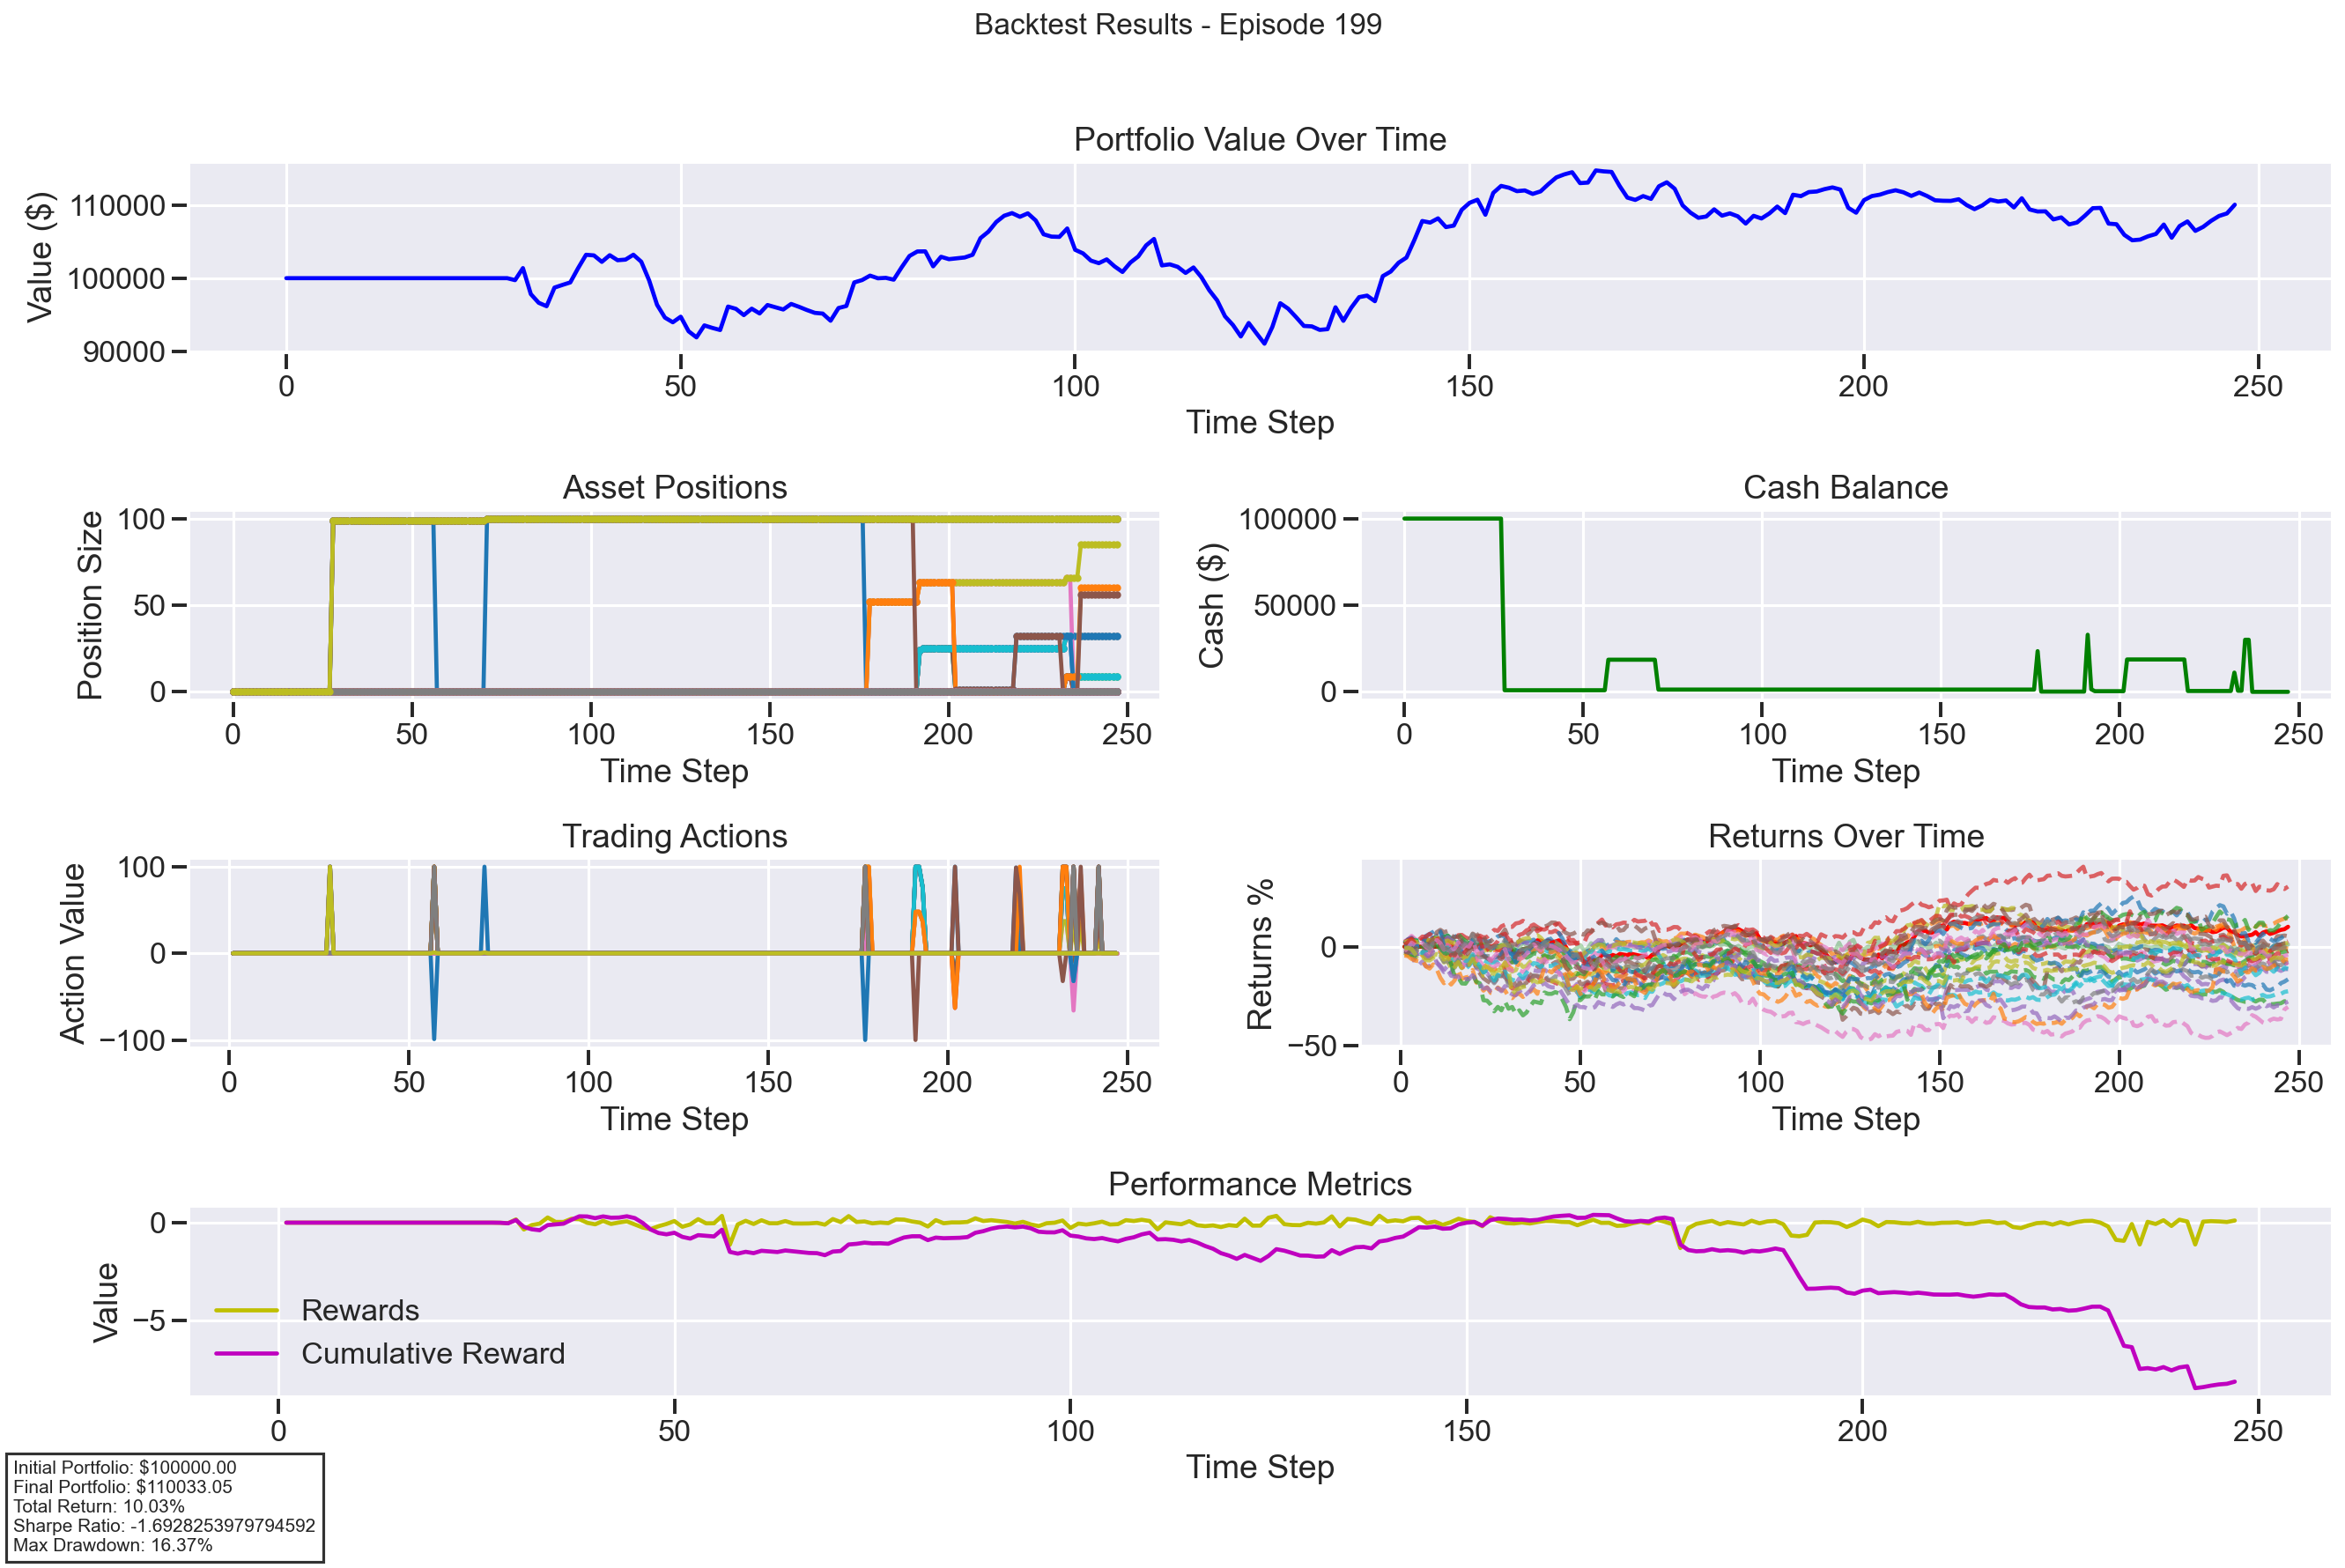 Backtest Results - Episode 199
Portfolio Value Over Time
Value ($)
110000
100000
90000
0 50 100 150 200 250
Time Step
Asset Positions
Position Size
100
50
0
0 50 100 150 200 250
Time Step
Cash Balance
Cash ($)
100000
50000
0
0 50 100 150 200 250
Time Step
Trading Actions
Action Value
100
0
−100
0 50 100 150 200 250
Time Step
Returns Over Time
Returns %
0
−50
0 50 100 150 200 250
Time Step
Performance Metrics
Value
0
−5
Rewards
Cumulative Reward
0 50 100 150 200 250
Time Step
Initial Portfolio: $100000.00
Final Portfolio: $110033.05
Total Return: 10.03%
Sharpe Ratio: -1.6928253979794592
Max Drawdown: 16.37%